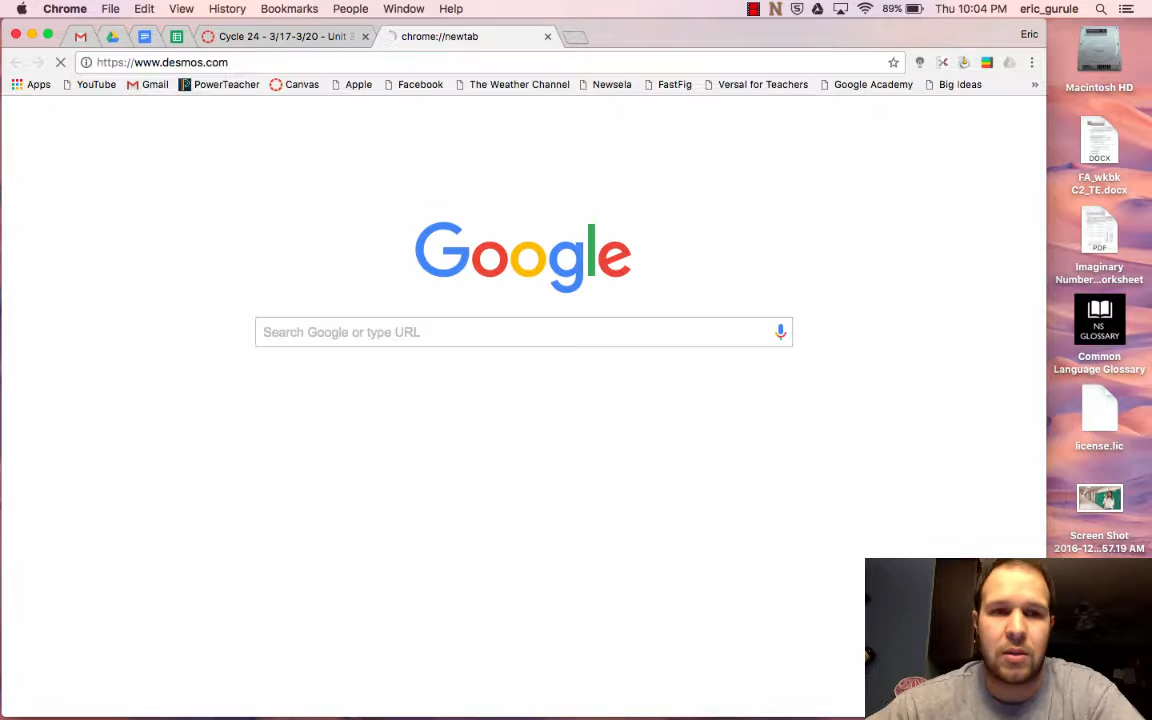 Chrome File Edit View History Bookmarks People Window Help 89% Thu 10:04 PM eric_gurule
Cycle 24 - 3/17-3/20 - Unit 3 chrome://newtab Eric
https://www.desmos.com
Apps YouTube Gmail PowerTeacher Canvas Apple Facebook The Weather Channel Newsela FastFig Versal for Teachers Google Academy Big Ideas »
Google
Search Google or type URL
Macintosh HD
DOCX
FA_wkbk
C2_TE.docx
PDF
Imaginary
Number...orksheet
NS
GLOSSARY
Common
Language Glossary
license.lic
Screen Shot
2016-12...57.19 AM